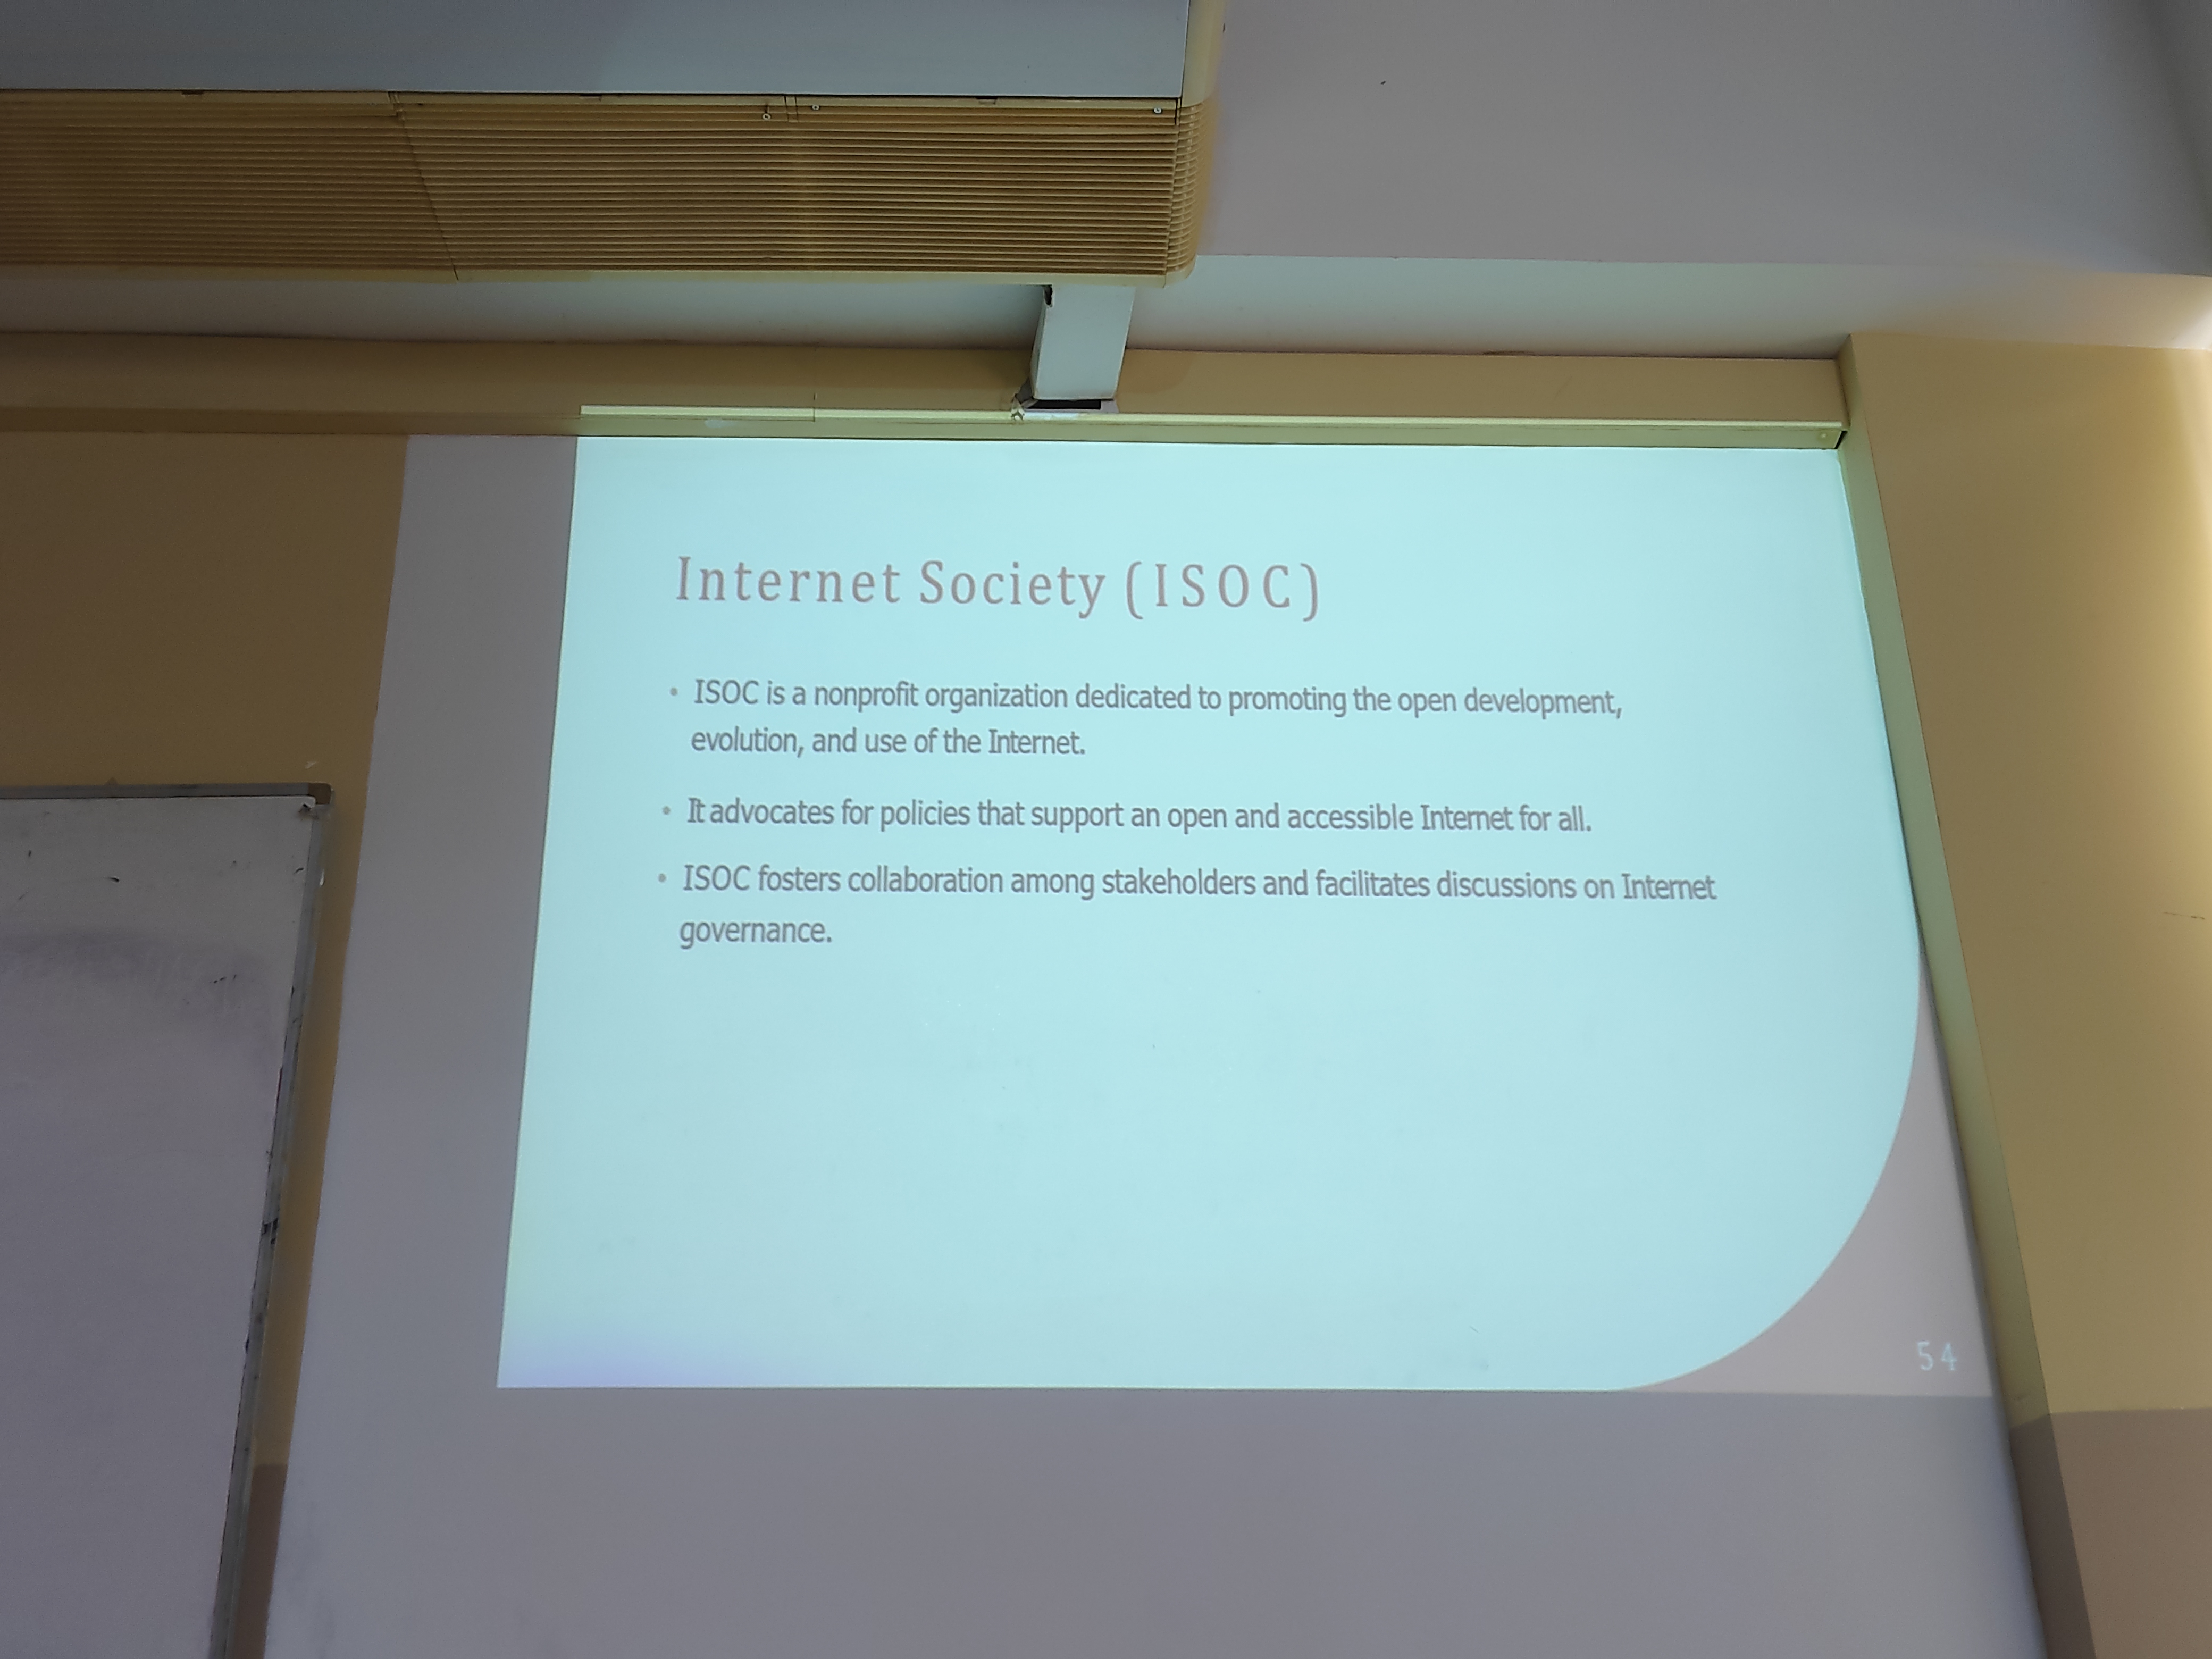 Internet Society (ISOC)
• ISOC is a nonprofit organization dedicated to promoting the open development,
evolution, and use of the Internet.
• It advocates for policies that support an open and accessible Internet for all.
• ISOC fosters collaboration among stakeholders and facilitates discussions on Internet
governance.
54